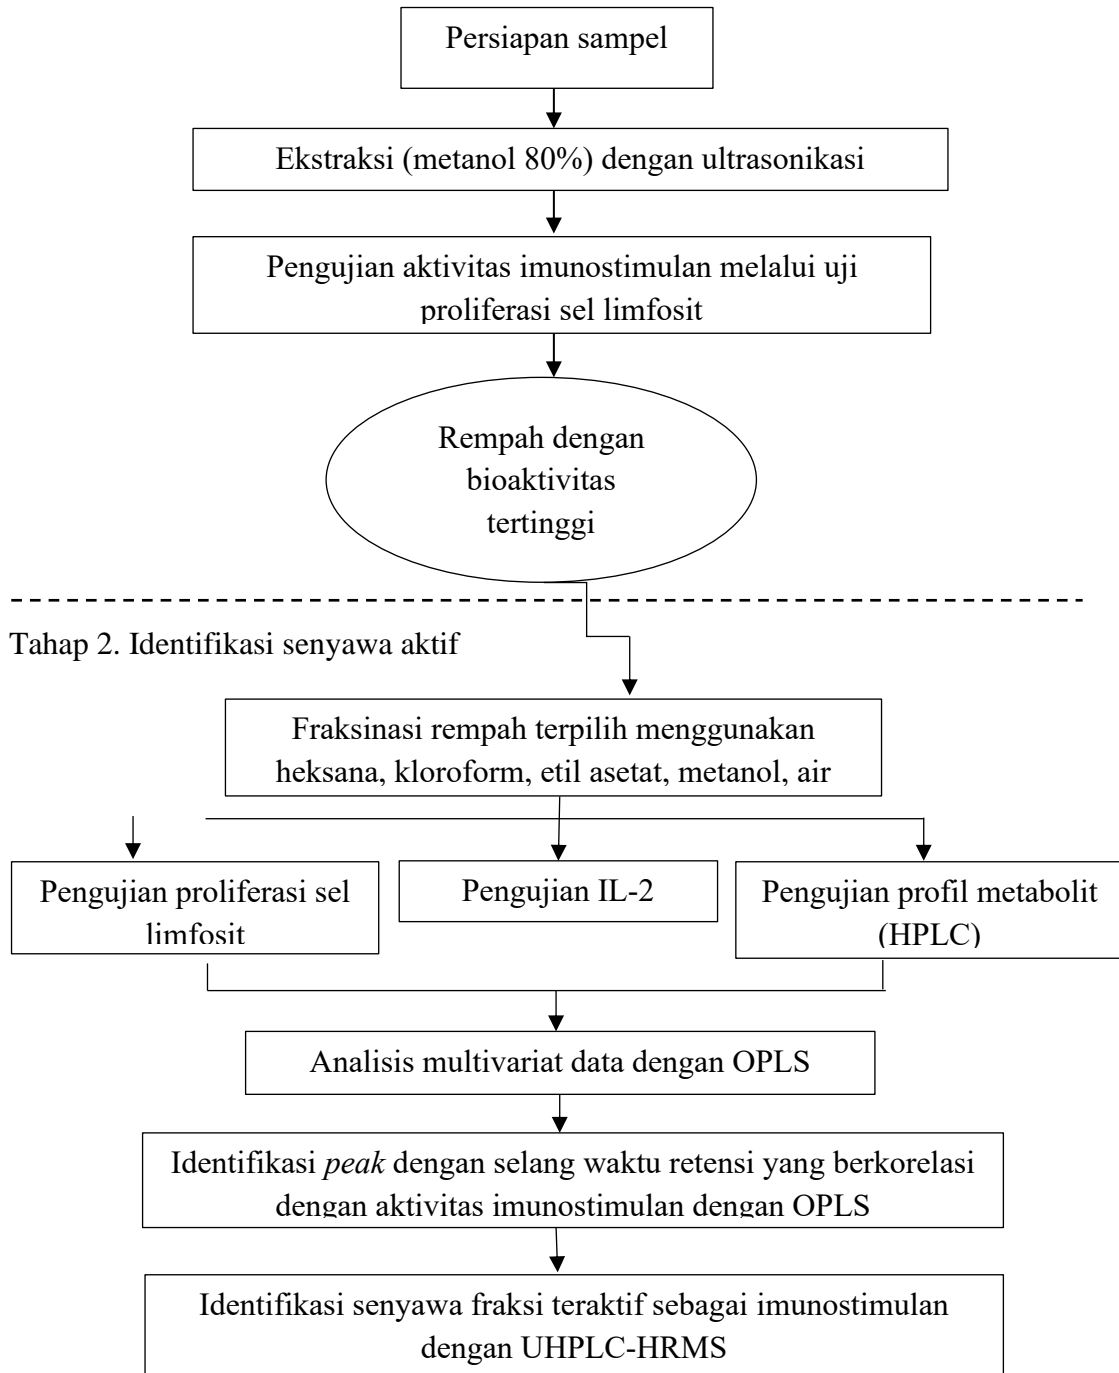 Persiapan sampel
Ekstraksi (metanol 80%) dengan ultrasonikasi
Pengujian aktivitas imunostimulan melalui uji
proliferasi sel limfosit
Rempah dengan
bioaktivitas
tertinggi
Tahap 2. Identifikasi senyawa aktif
Fraksinasi rempah terpilih menggunakan
heksana, kloroform, etil asetat, metanol, air
Pengujian proliferasi sel
limfosit
Pengujian IL-2
Pengujian profil metabolit
(HPLC)
Analisis multivariat data dengan OPLS
Identifikasi peak dengan selang waktu retensi yang berkorelasi
dengan aktivitas imunostimulan dengan OPLS
Identifikasi senyawa fraksi teraktif sebagai imunostimulan
dengan UHPLC-HRMS